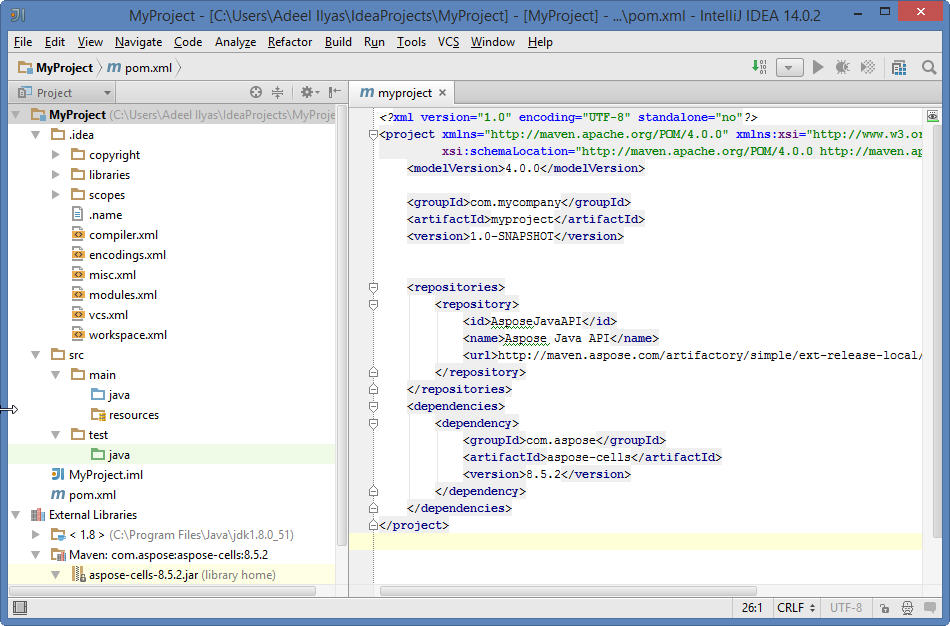 MyProject - [C:\Users\Adeel Ilyas\IdeaProjects\MyProject] - [MyProject] - ...\pom.xml - IntelliJ IDEA 14.0.2
File Edit View Navigate Code Analyze Refactor Build Run Tools VCS Window Help
MyProject pom.xml
Project
MyProject (C:\Users\Adeel Ilyas\IdeaProjects\MyProje
.idea
copyright
libraries
scopes
.name
compiler.xml
encodings.xml
misc.xml
modules.xml
vcs.xml
workspace.xml
src
main
java
resources
test
java
MyProject.iml
pom.xml
External Libraries
< 1.8 > (C:\Program Files\Java\jdk1.8.0_51)
Maven: com.aspose:aspose-cells:8.5.2
aspose-cells-8.5.2.jar (library home)
myproject
<?xml version="1.0" encoding="UTF-8" standalone="no"?>
<project xmlns="http://maven.apache.org/POM/4.0.0" xmlns:xsi="http://www.w3.or
xsi:schemaLocation="http://maven.apache.org/POM/4.0.0 http://maven.ap
<modelVersion>4.0.0</modelVersion>
<groupId>com.mycompany</groupId>
<artifactId>myproject</artifactId>
<version>1.0-SNAPSHOT</version>
<repositories>
<repository>
<id>AsposeJavaAPI</id>
<name>Aspose Java API</name>
<url>http://maven.aspose.com/artifactory/simple/ext-release-local/
</repository>
</repositories>
<dependencies>
<dependency>
<groupId>com.aspose</groupId>
<artifactId>aspose-cells</artifactId>
<version>8.5.2</version>
</dependency>
</dependencies>
</project>
26:1 CRLF UTF-8